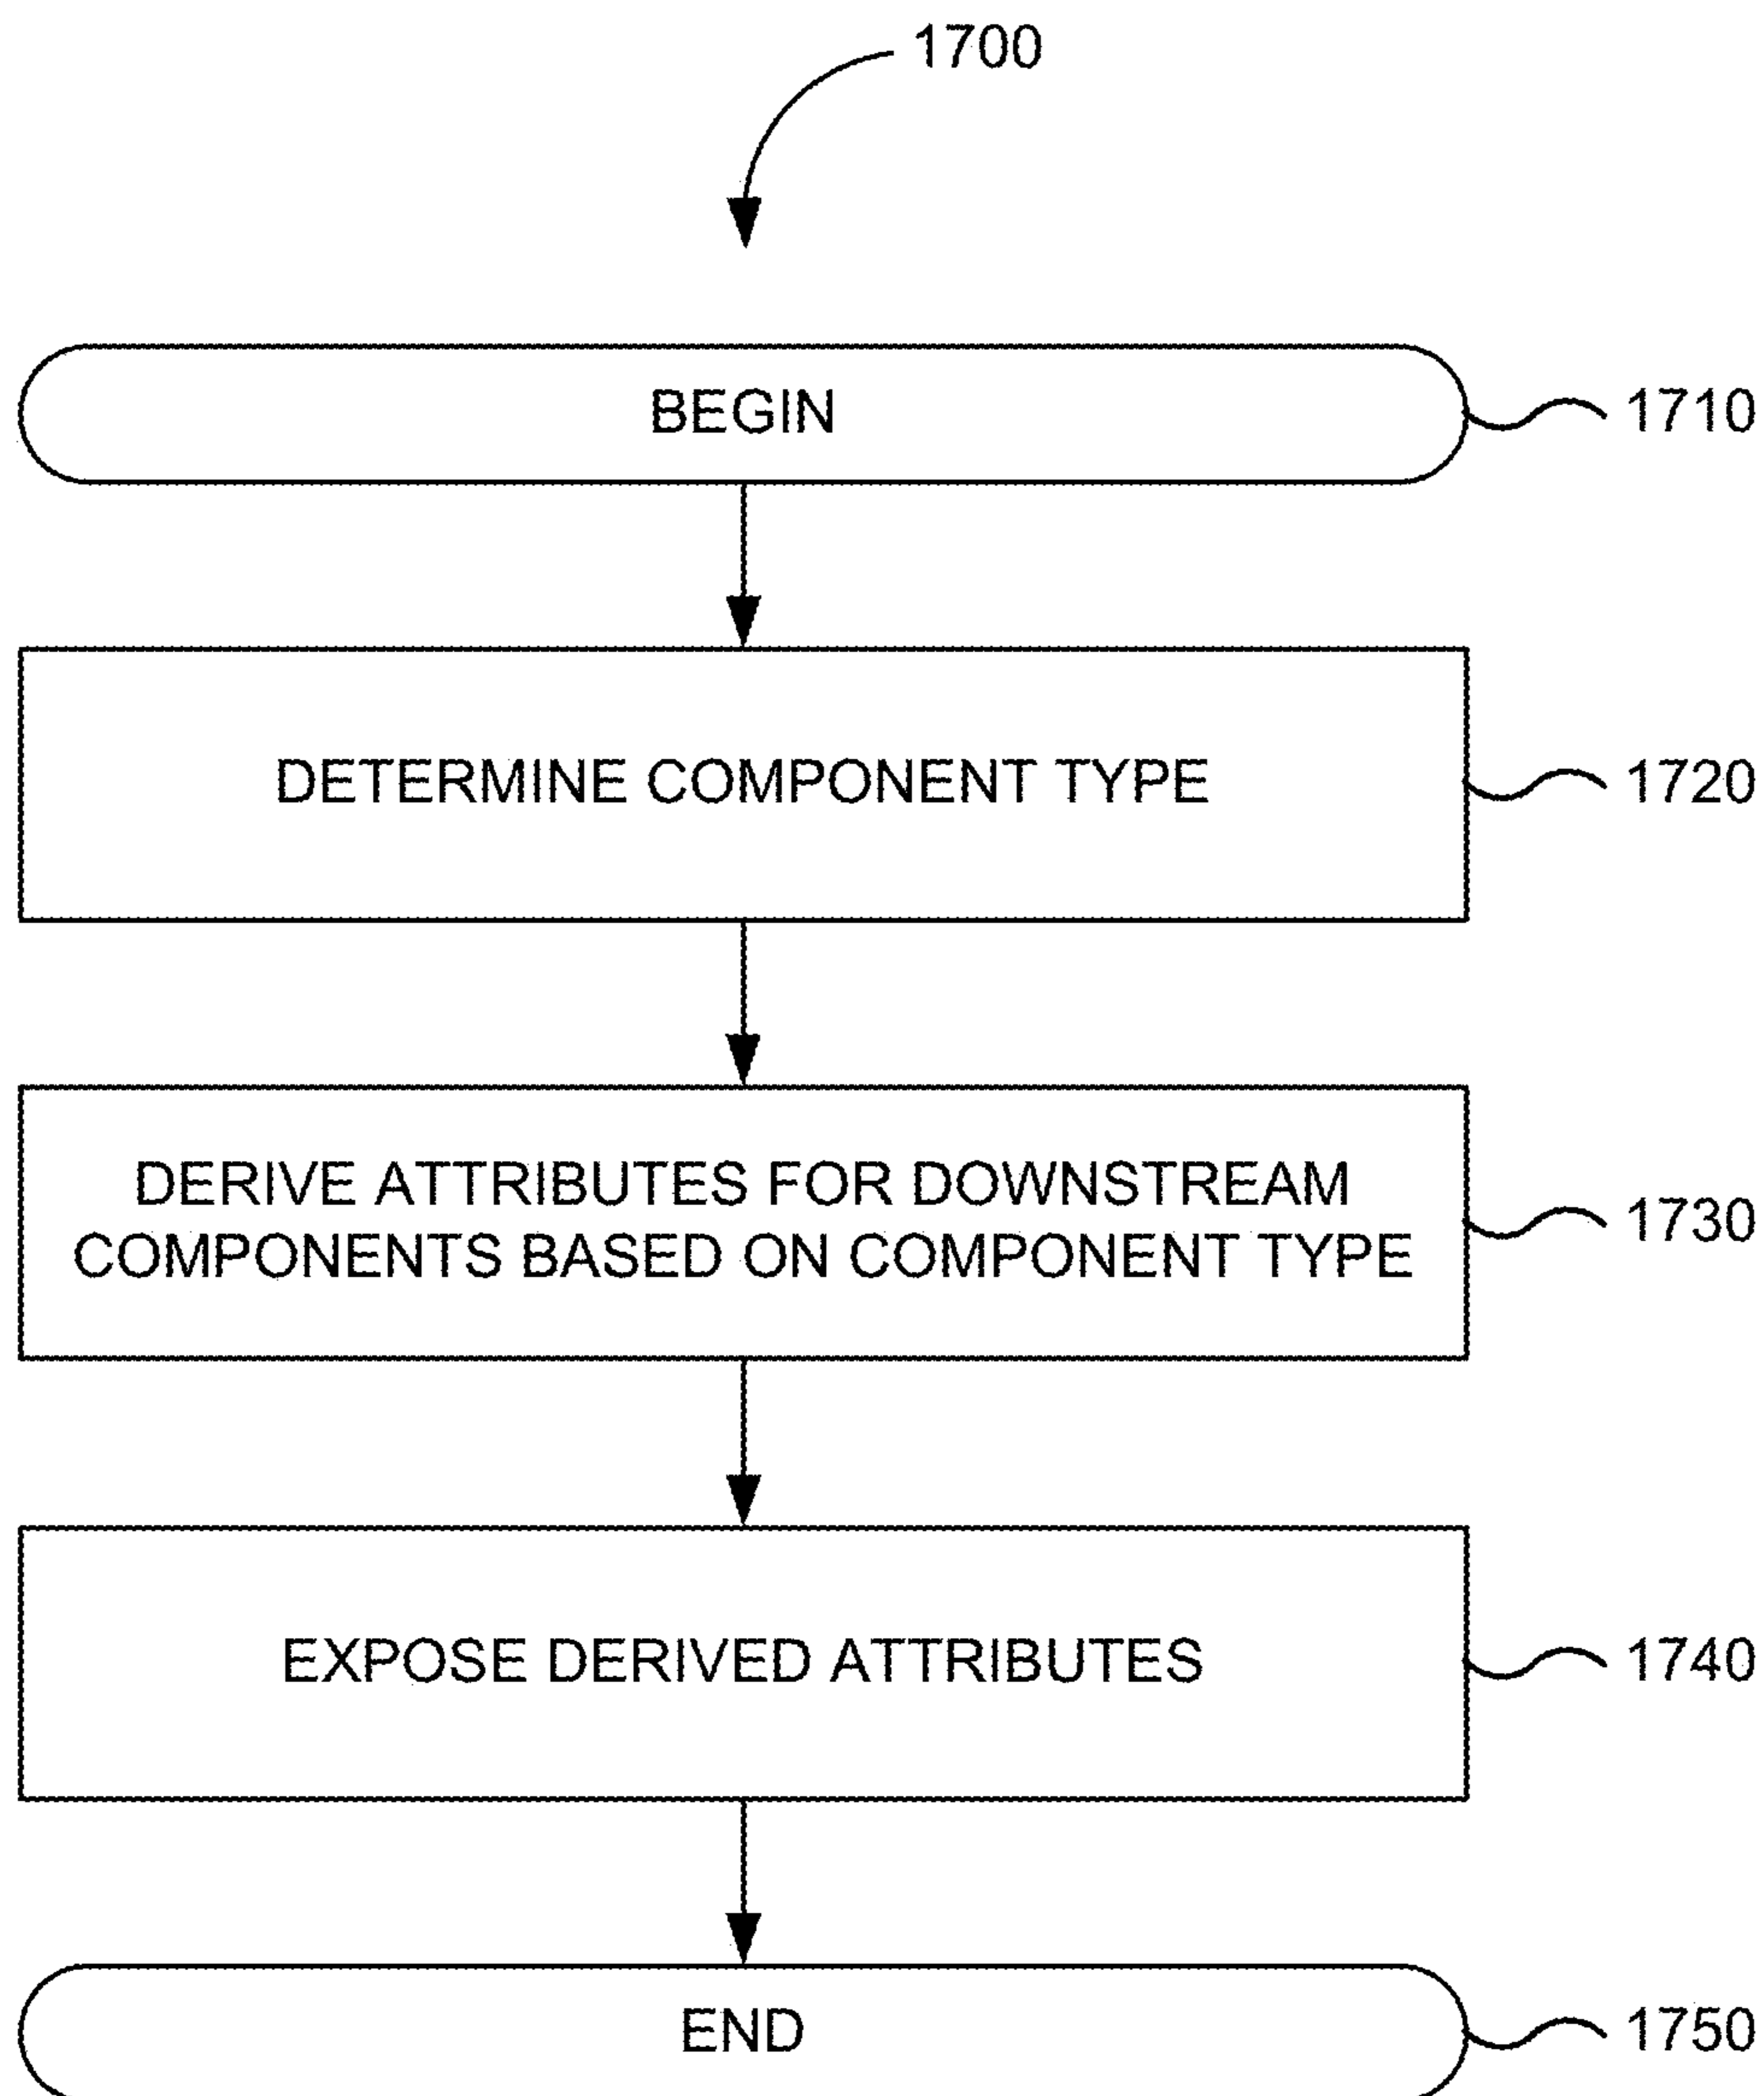 1700
BEGIN
1710
DETERMINE COMPONENT TYPE
1720
DERIVE ATTRIBUTES FOR DOWNSTREAM
COMPONENTS BASED ON COMPONENT TYPE
1730
EXPOSE DERIVED ATTRIBUTES
1740
END
1750